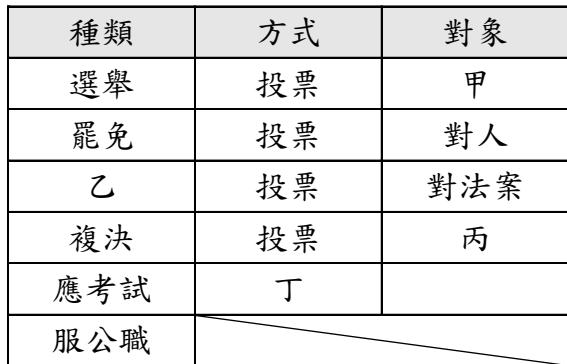 種類 方式 對象
選舉 投票 甲
罷免 投票 對人
乙 投票 對法案
複決 投票 丙
應考試 丁
服公職